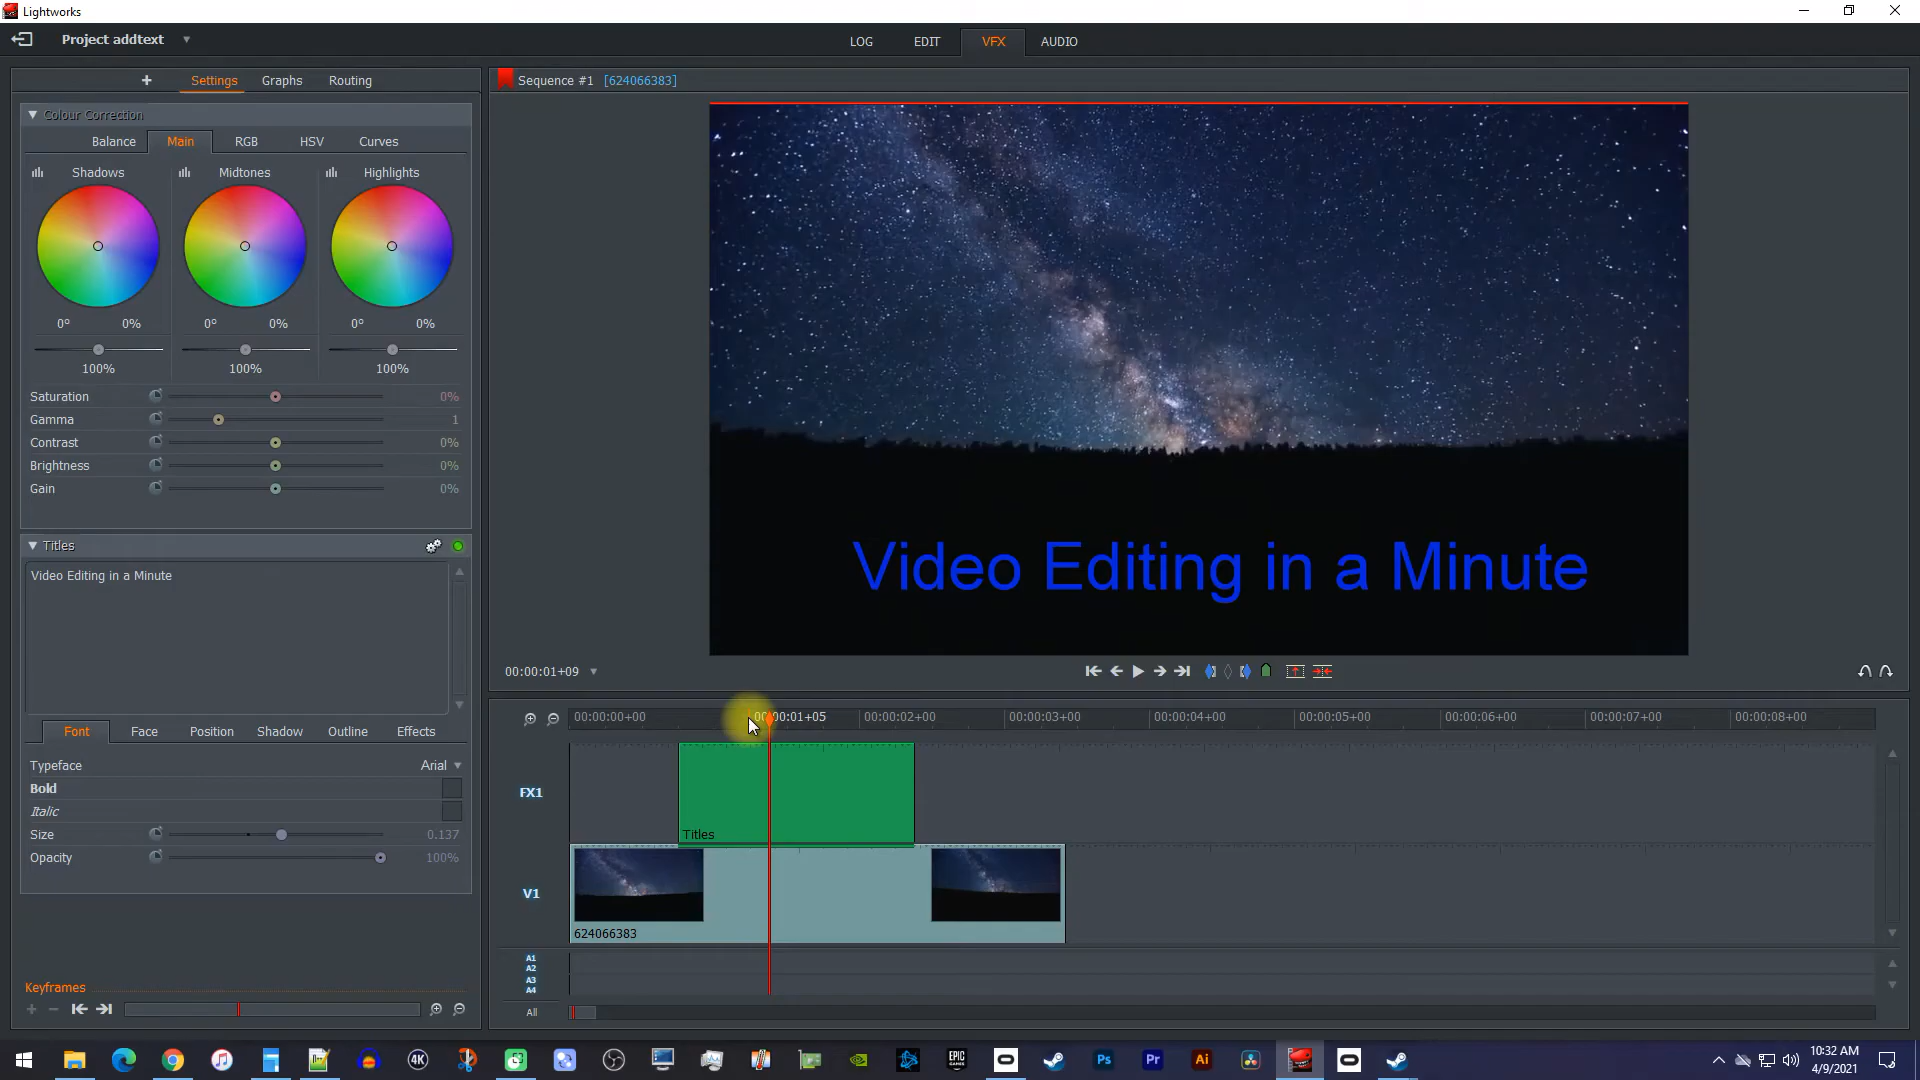 Lightworks
Project addtext
LOG EDIT VFX AUDIO
Settings Graphs Routing
Sequence #1 [624066383]
Colour Correction
Balance Main RGB HSV Curves
Shadows Midtones Highlights
0° 0% 0° 0% 0° 0%
100% 100% 100%
Saturation 0%
Gamma 1
Contrast 0%
Brightness 0%
Gain 0%
Titles
Video Editing in a Minute
Video Editing in a Minute
00:00:01+09
Font Face Position Shadow Outline Effects
Typeface Arial
Bold
Italic
Size 0.137
Opacity 100%
00:00:00+00 00:00:01+05 00:00:02+00 00:00:03+00 00:00:04+00 00:00:05+00 00:00:06+00 00:00:07+00 00:00:08+00
FX1
Titles
V1
624066383
A1
A2
A3
A4
All
Keyframes
4K
EPIC GAMES
Ps
Pr
Ai
10:32 AM
4/9/2021